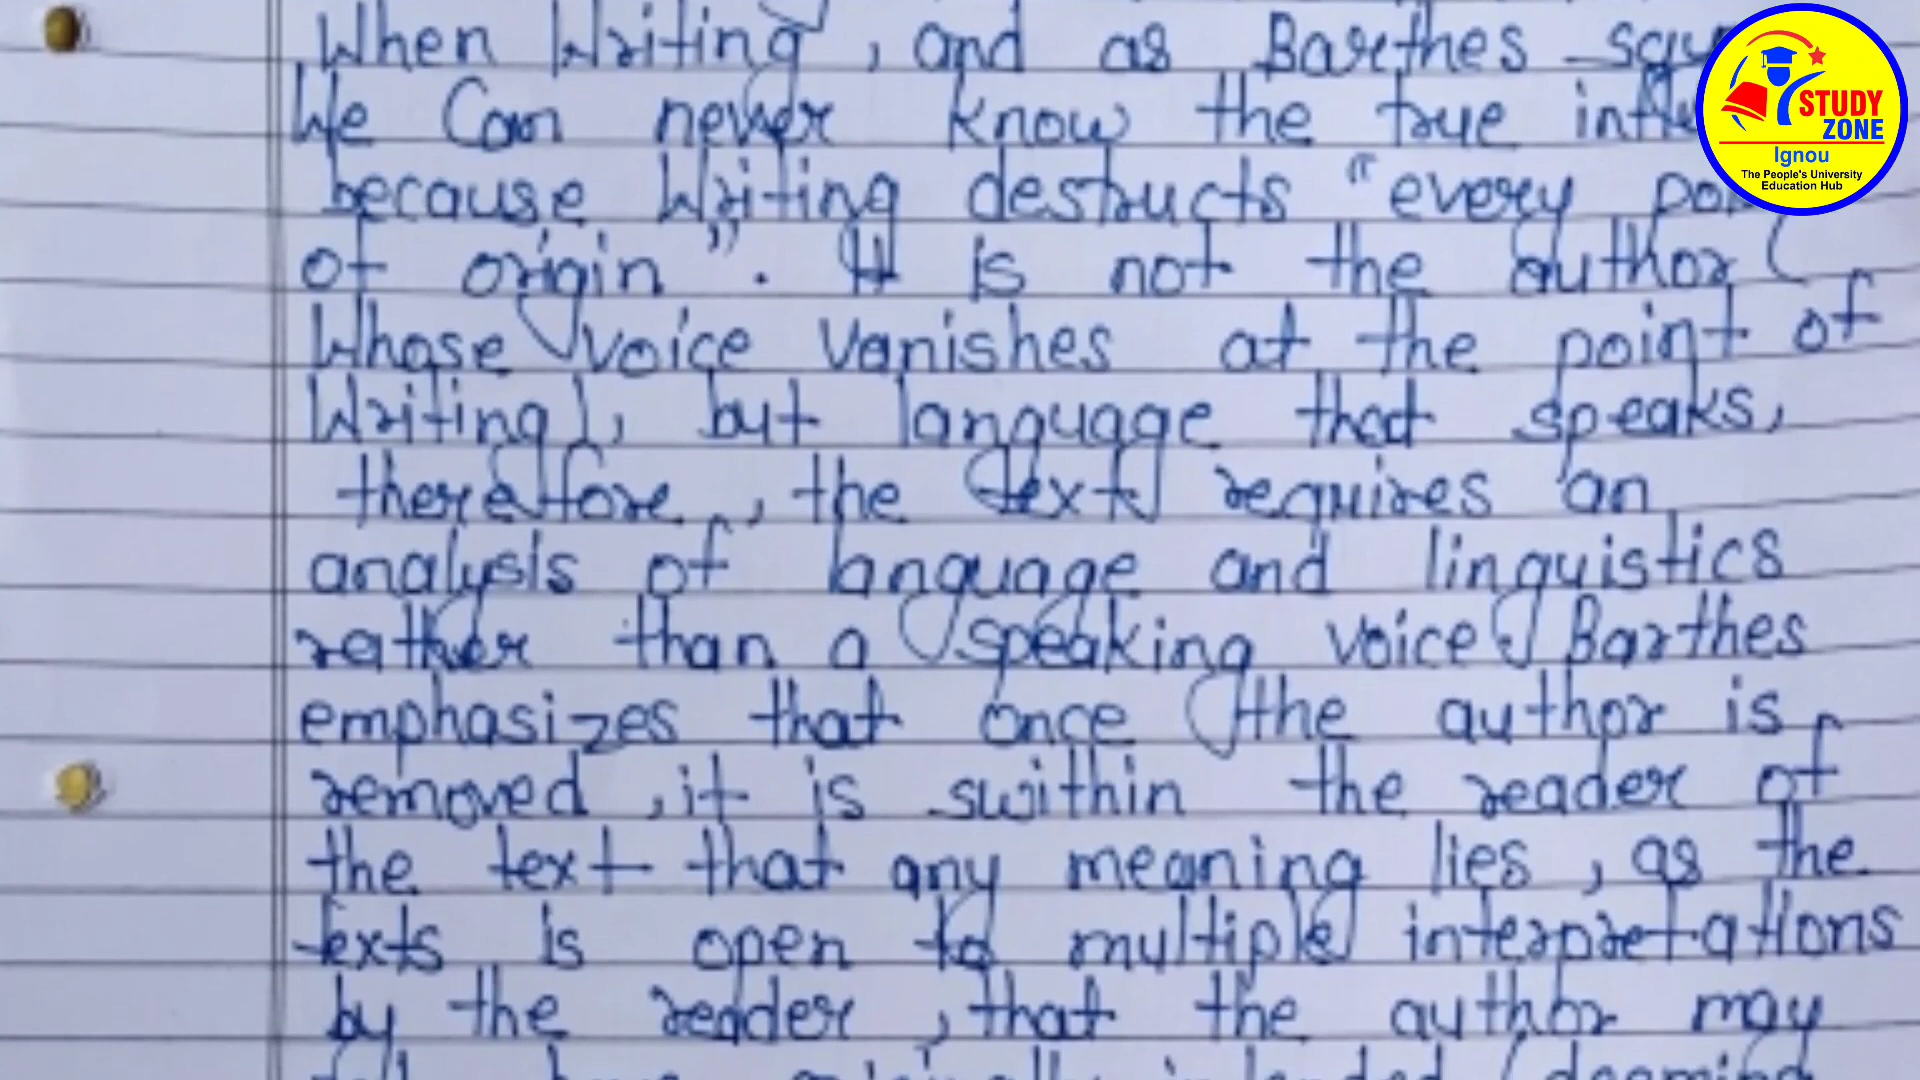 When Writing, and as Barthes
We Can never know the true
because Writing destructs "every
of origin". It is not the author (
Whose voice vanishes at the point of
Writing), but language that speaks,
therefore, the text requires an
analysis of language and linguistics
rather than a speaking voice. Barthes
emphasizes that once the author is
removed, it is swithin the reader of
the text that any meaning lies, as the
texts is open to multiple interpretations
by the reader, that the author may
originally intended (deeming
STUDY
ZONE
Ignou
The People's University
Education Hub